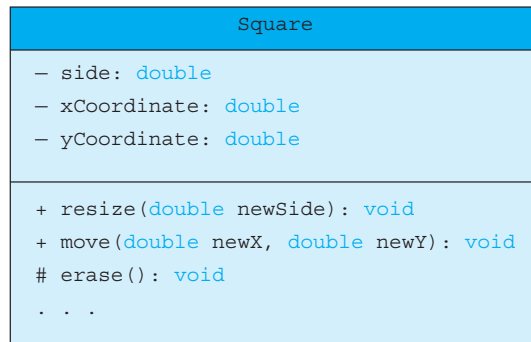 Square
– side: double
– xCoordinate: double
– yCoordinate: double
+ resize(double newSide): void
+ move(double newX, double newY): void
# erase(): void
. . .